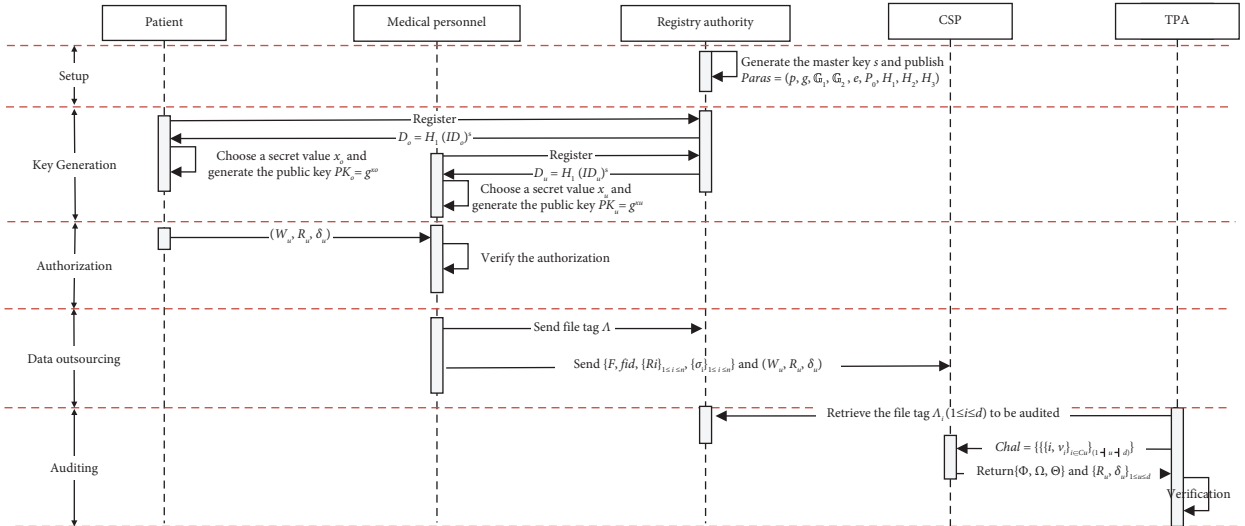 Patient
Medical personnel
Registry authority
CSP
TPA
Setup
Generate the master key s and publish
Paras = (p, g, 𝔾₁, 𝔾₂, e, P₀, H₁, H₂, H₃)
Key Generation
Register
Dₒ = H₁ (IDₒ)ˢ
Choose a secret value xₒ and
generate the public key PKₒ = g^xo
Register
Dᵤ = H₁ (IDᵤ)ˢ
Choose a secret value xᵤ and
generate the public key PKᵤ = g^xu
Authorization
(Wᵤ, Rᵤ, δᵤ)
Verify the authorization
Data outsourcing
Send file tag Λ
Send {F, fid, {Ri}1≤i≤n, {σᵢ}1≤i≤n} and (Wᵤ, Rᵤ, δᵤ)
Auditing
Retrieve the file tag Λᵢ (1≤i≤d) to be audited
Chal = {{{i, vᵢ}i∈Cu}(1 ┥ u ┥ d)}
Return{Φ, Ω, Θ} and {Rᵤ, δᵤ}1≤u≤d
Verification